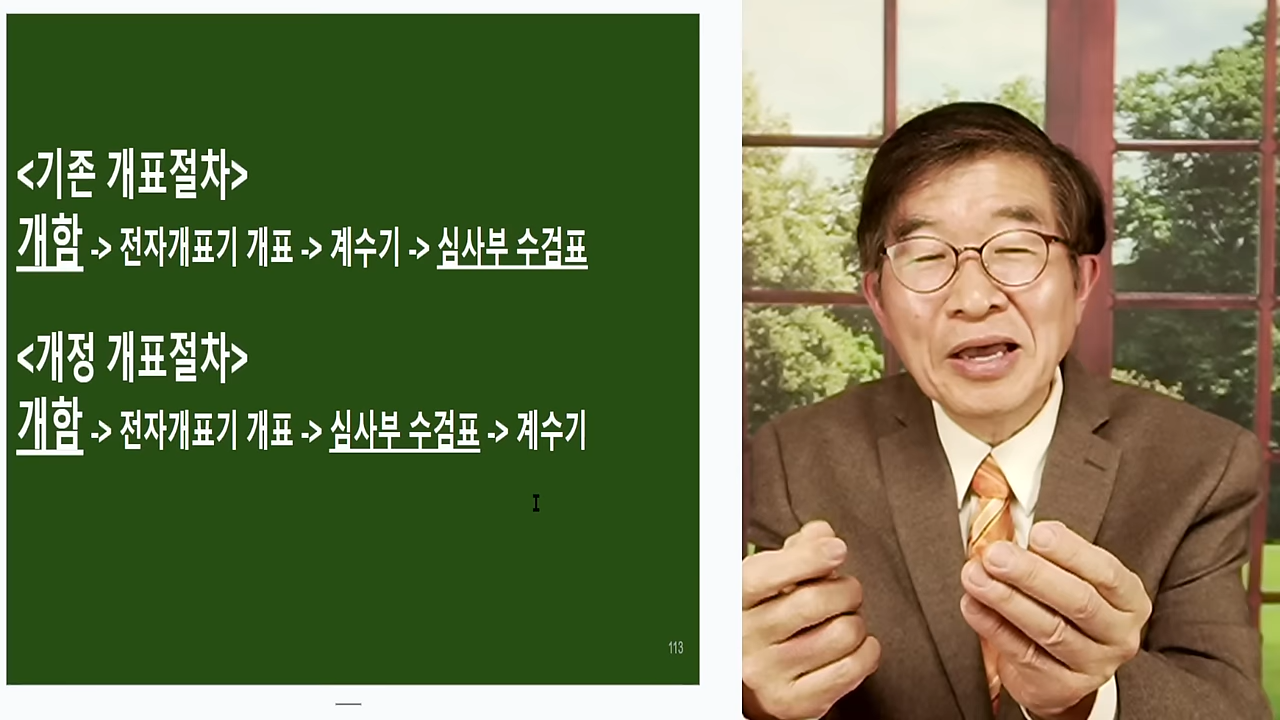 <기존 개표절차>
개함 -> 전자개표기 개표 -> 계수기 -> 심사부 수검표
<개정 개표절차>
개함 -> 전자개표기 개표 -> 심사부 수검표 -> 계수기
113